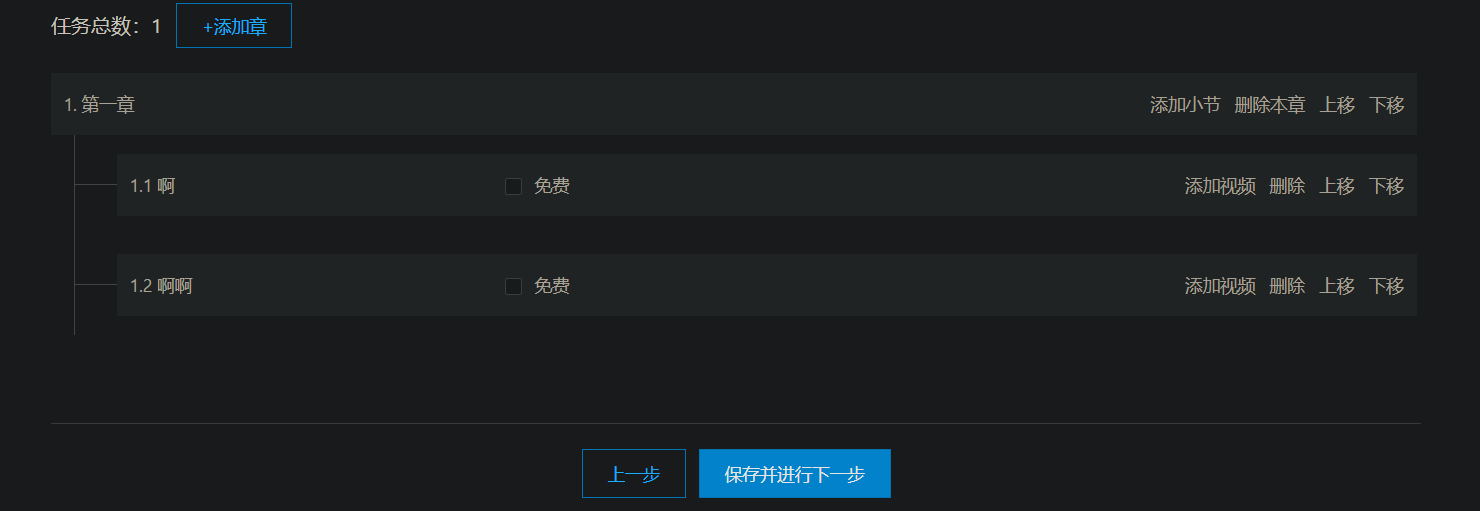 任务总数：1 +添加章
1. 第一章 添加小节 删除本章 上移 下移
1.1 啊 免费 添加视频 删除 上移 下移
1.2 啊啊 免费 添加视频 删除 上移 下移
上一步 保存并进行下一步